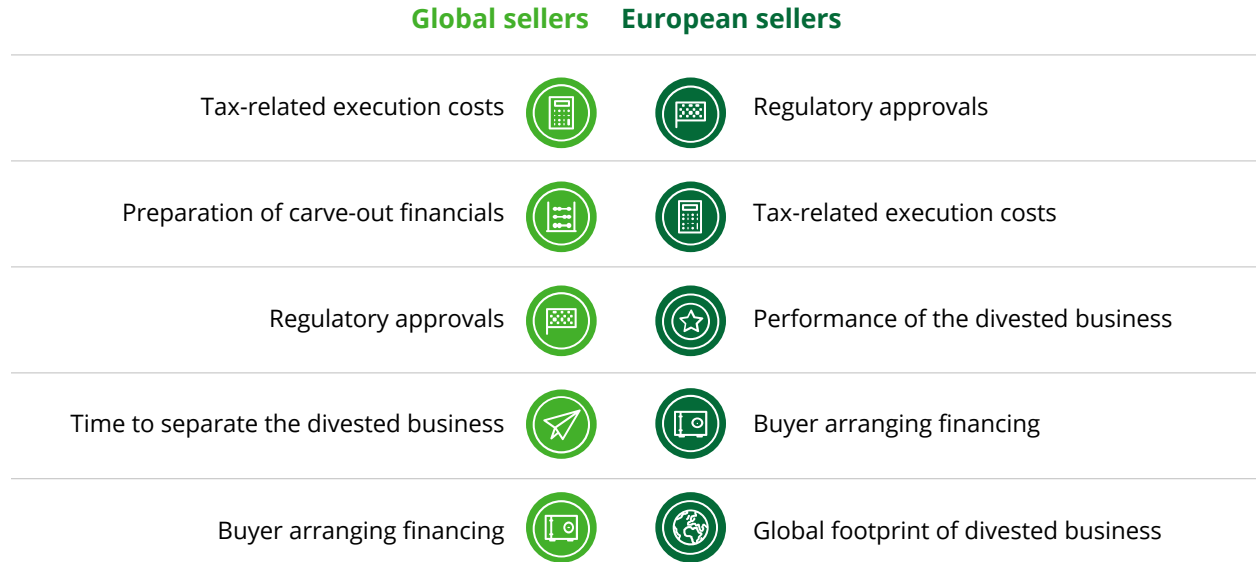 Global sellers European sellers
Tax-related execution costs Regulatory approvals
Preparation of carve-out financials Tax-related execution costs
Regulatory approvals Performance of the divested business
Time to separate the divested business Buyer arranging financing
Buyer arranging financing Global footprint of divested business